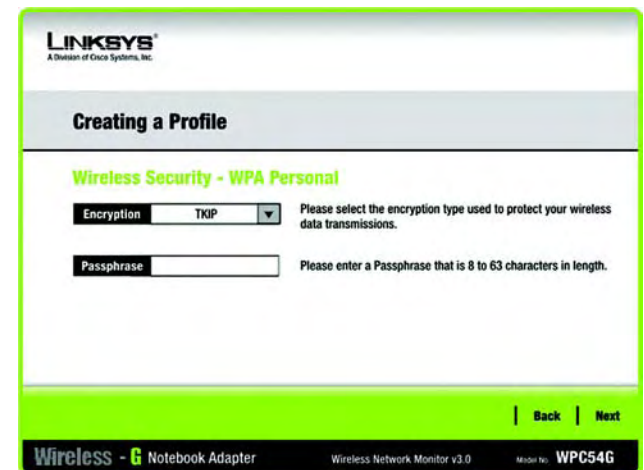 LINKSYS®
A Division of Cisco Systems, Inc.
Creating a Profile
Wireless Security - WPA Personal
Encryption TKIP Please select the encryption type used to protect your wireless
data transmissions.
Passphrase Please enter a Passphrase that is 8 to 63 characters in length.
Back Next
Wireless - G Notebook Adapter Wireless Network Monitor v3.0 Model No. WPC54G